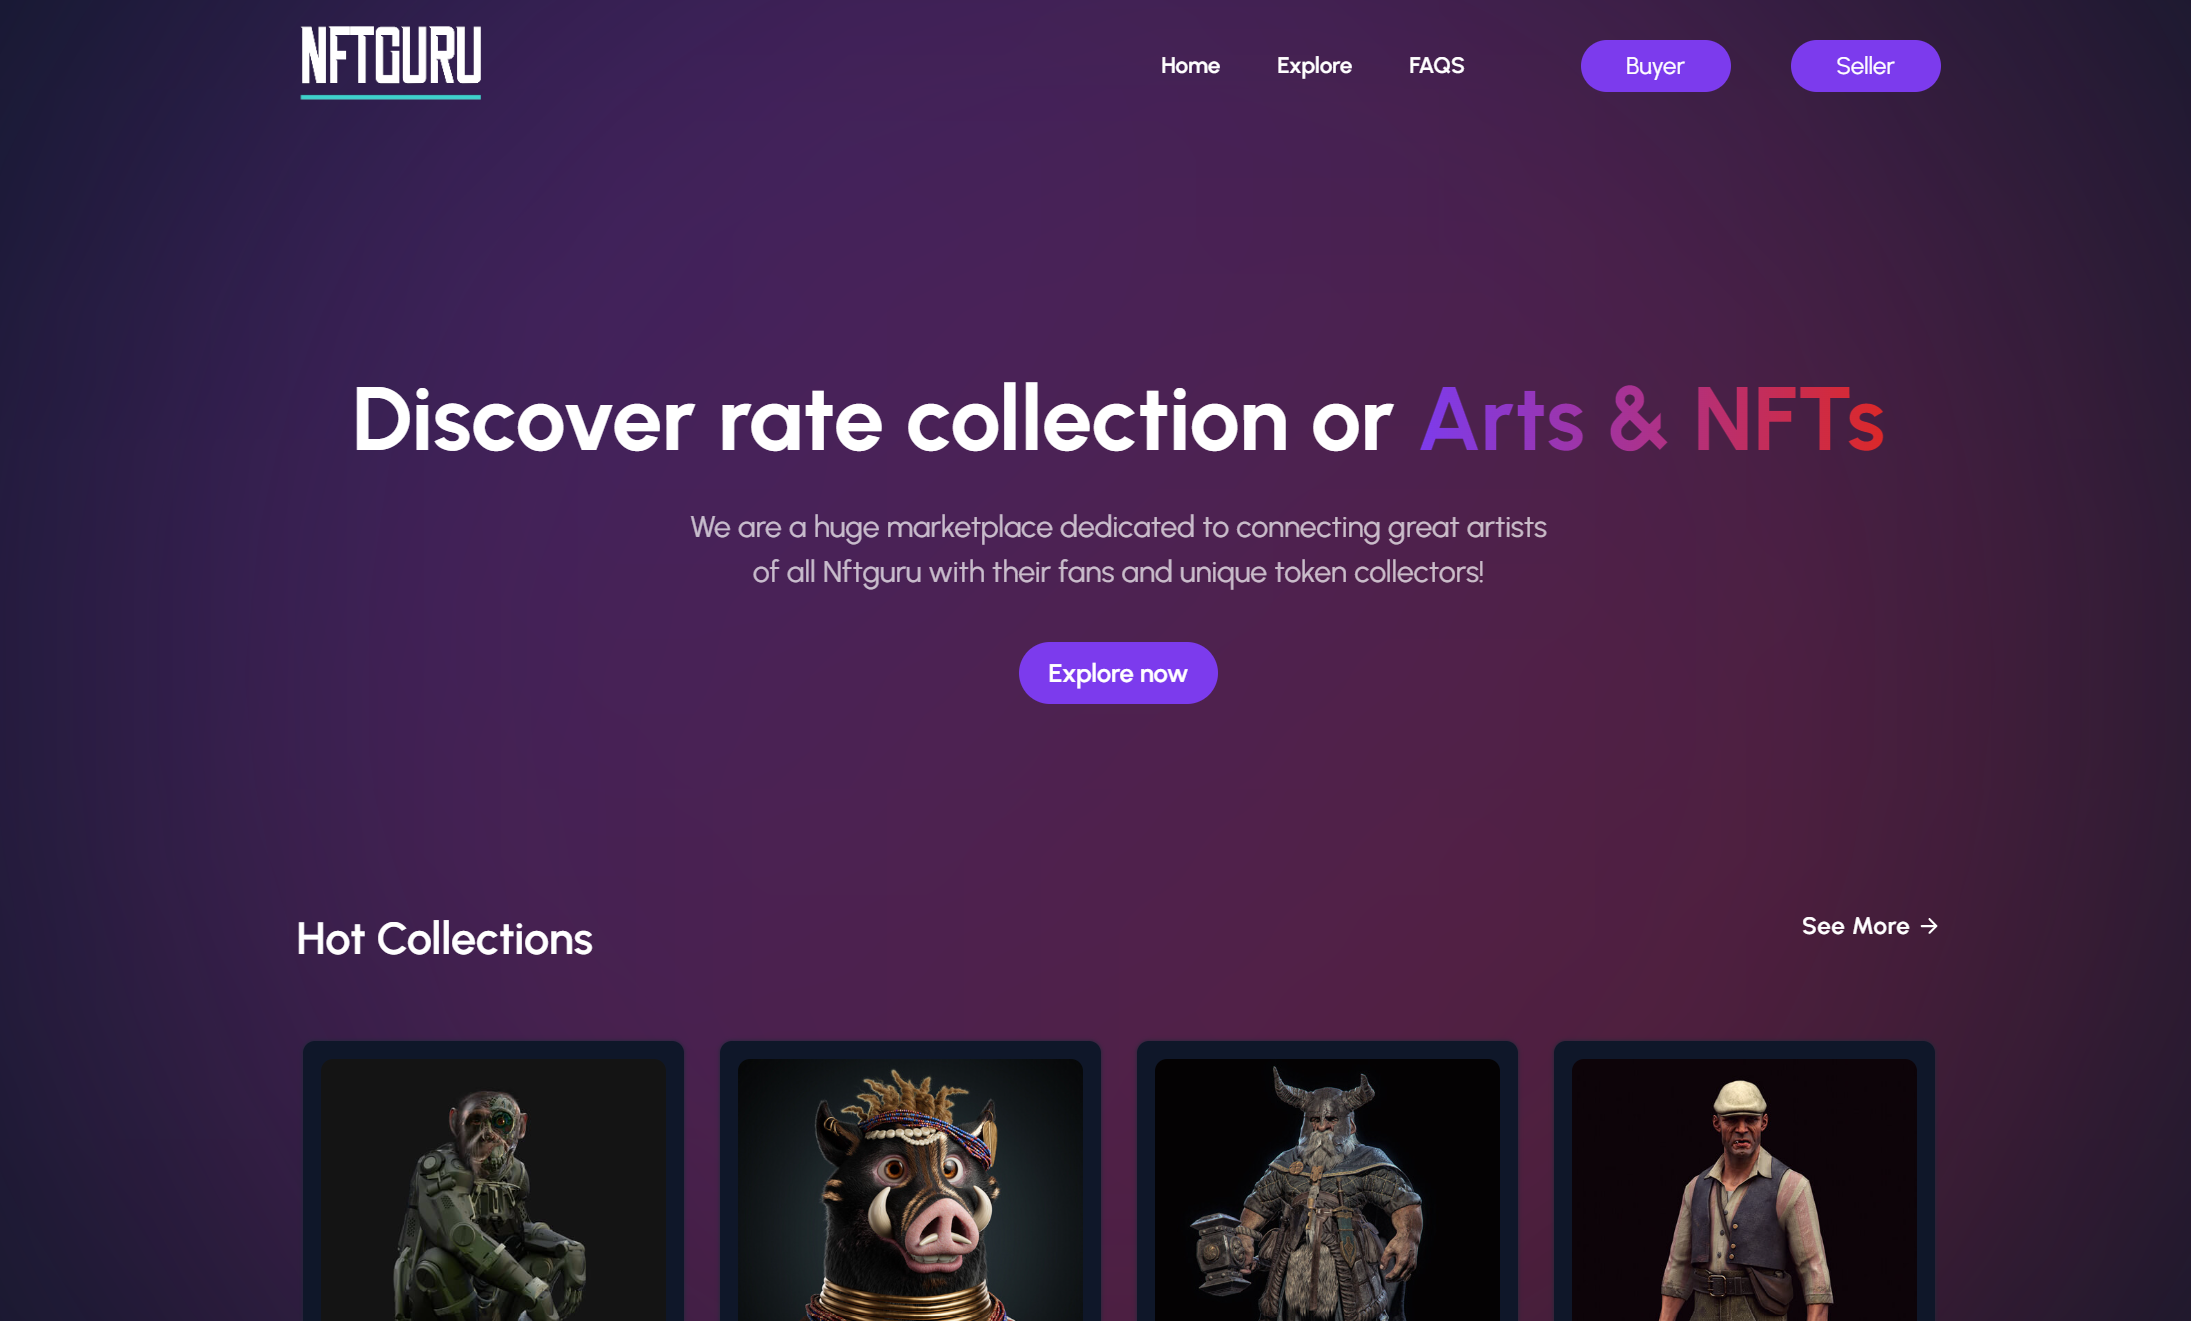 NFTGURU
Home Explore FAQS Buyer Seller
Discover rate collection or Arts & NFTs
We are a huge marketplace dedicated to connecting great artists
of all Nftguru with their fans and unique token collectors!
Explore now
Hot Collections
See More →